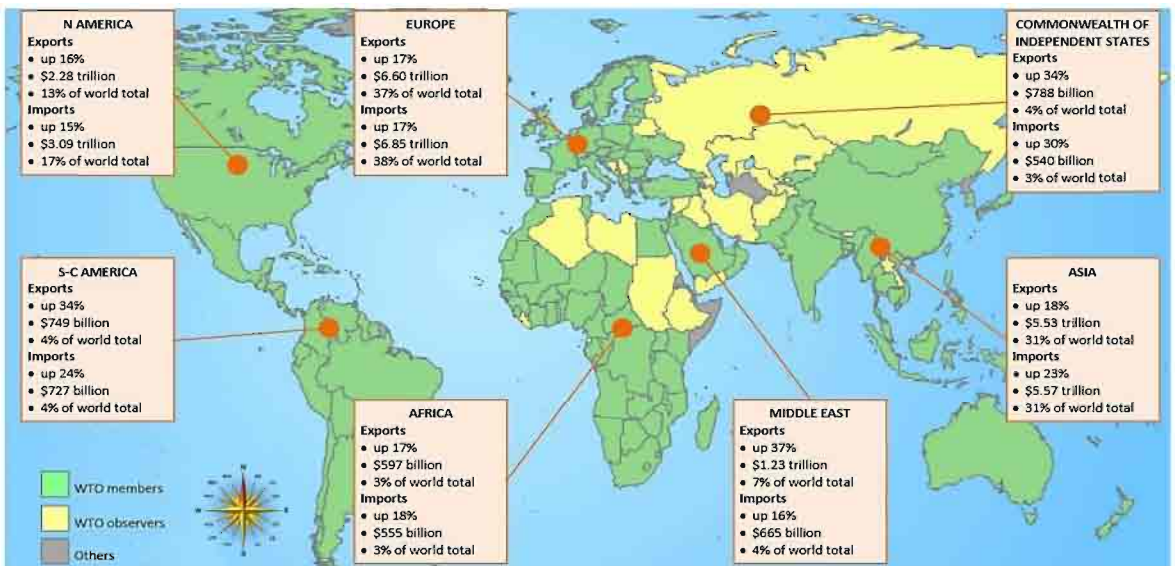 N AMERICA
Exports
• up 16%
• $2.28 trillion
• 13% of world total
Imports
• up 15%
• $3.09 trillion
• 17% of world total
EUROPE
Exports
• up 17%
• $6.60 trillion
• 37% of world total
Imports
• up 17%
• $6.85 trillion
• 38% of world total
COMMONWEALTH OF
INDEPENDENT STATES
Exports
• up 34%
• $788 billion
• 4% of world total
Imports
• up 30%
• $540 billion
• 3% of world total
S-C AMERICA
Exports
• up 34%
• $749 billion
• 4% of world total
Imports
• up 24%
• $727 billion
• 4% of world total
ASIA
Exports
• up 18%
• $5.53 trillion
• 31% of world total
Imports
• up 23%
• $5.57 trillion
• 31% of world total
AFRICA
Exports
• up 17%
• $597 billion
• 3% of world total
Imports
• up 18%
• $555 billion
• 3% of world total
MIDDLE EAST
Exports
• up 37%
• $1.23 trillion
• 7% of world total
Imports
• up 16%
• $665 billion
• 4% of world total
WTO members
WTO observers
Others
N
W
E
S